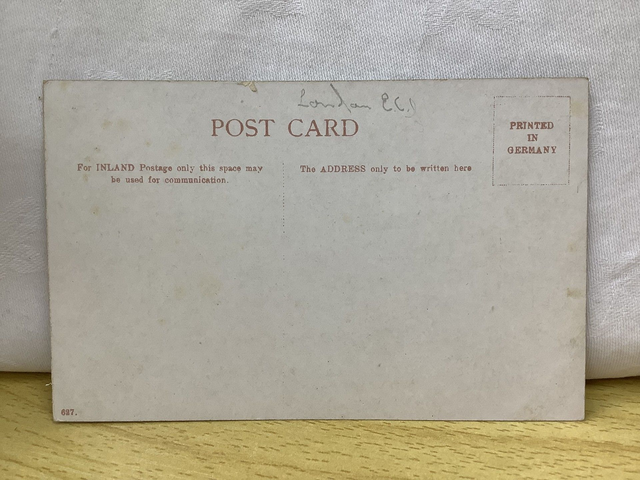 London EC1
POST CARD
PRINTED
IN
GERMANY
For INLAND Postage only this space may
be used for communication.
The ADDRESS only to be written here
627.